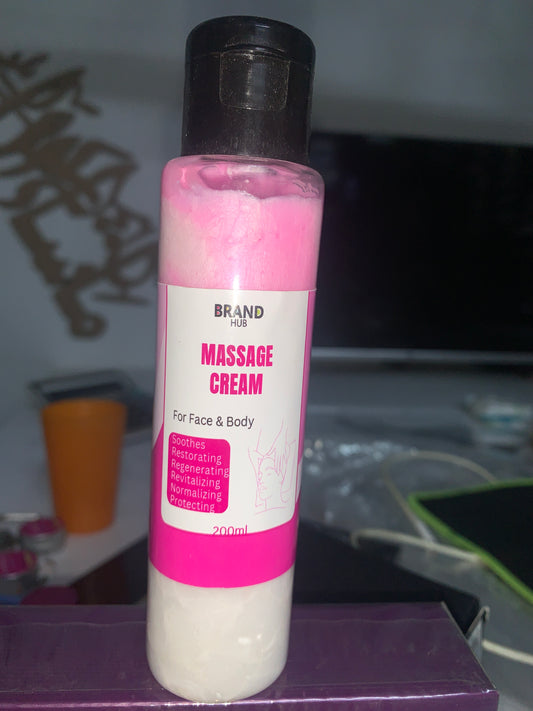 BRAND
HUB
MASSAGE
CREAM
For Face & Body
Soothes
Restorating
Regenerating
Revitalizing
Normalizing
Protecting
200ml